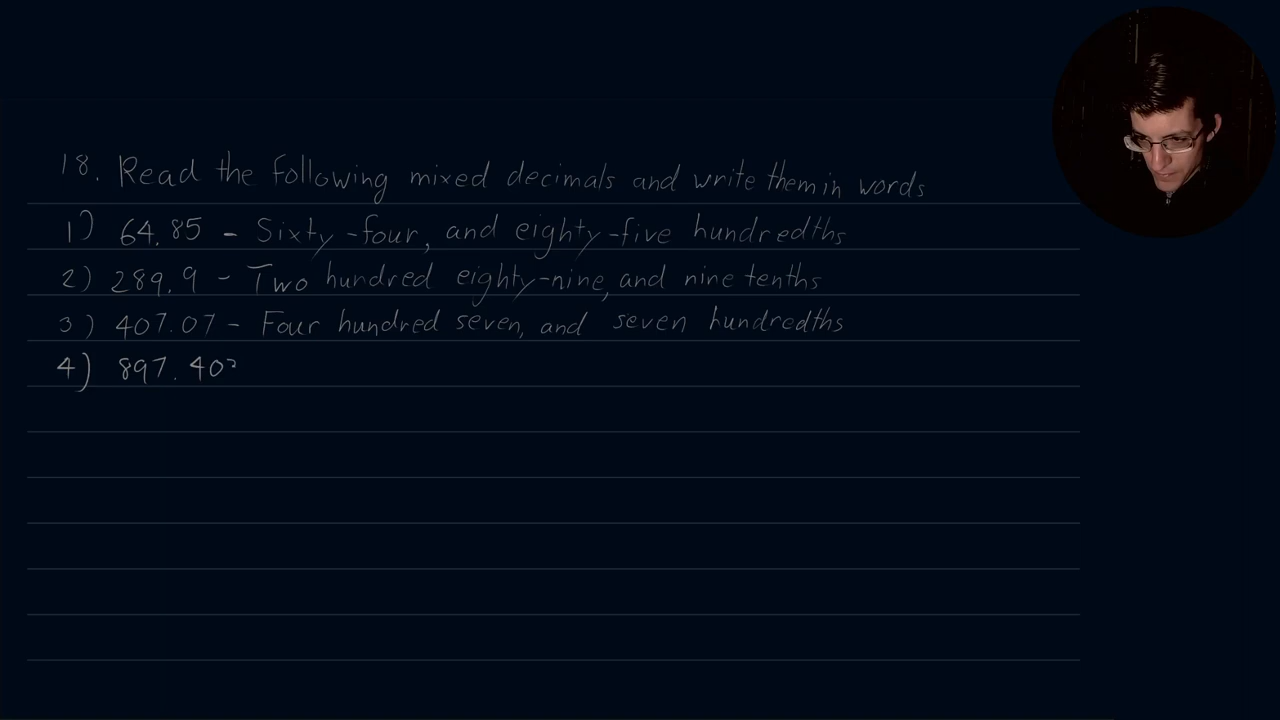 18. Read the following mixed decimals and write them in words
1) 64.85 - Sixty-four, and eighty-five hundredths
2) 289.9 - Two hundred eighty-nine, and nine tenths
3) 407.07 - Four hundred seven, and seven hundredths
4) 897.40